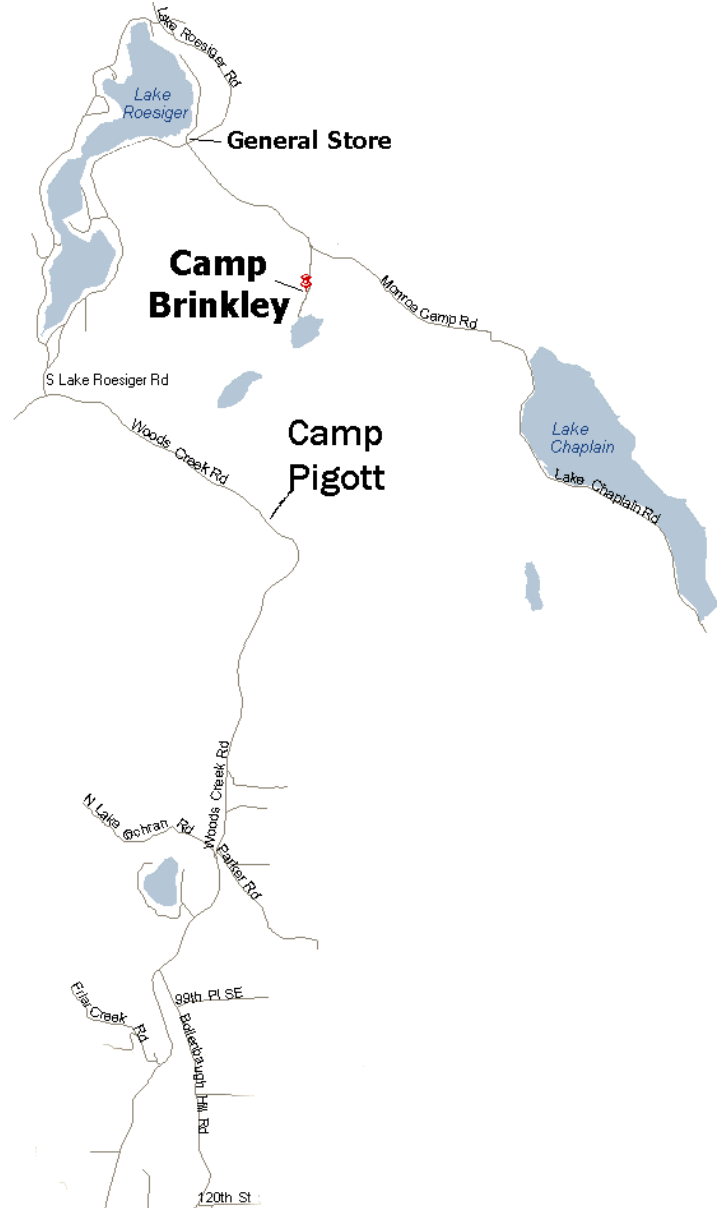 Lake Roesiger Rd
Lake
Roesiger
General Store
Camp
Brinkley
Monroe Camp Rd
S Lake Roesiger Rd
Woods Creek Rd
Camp
Pigott
Lake
Chaplain
Lake Chaplain Rd
Woods Creek Rd
N Lake ochran Rd
Parker Rd
Friar Creek Rd
99th Pl SE
Bollenbaugh Hill Rd
120th St